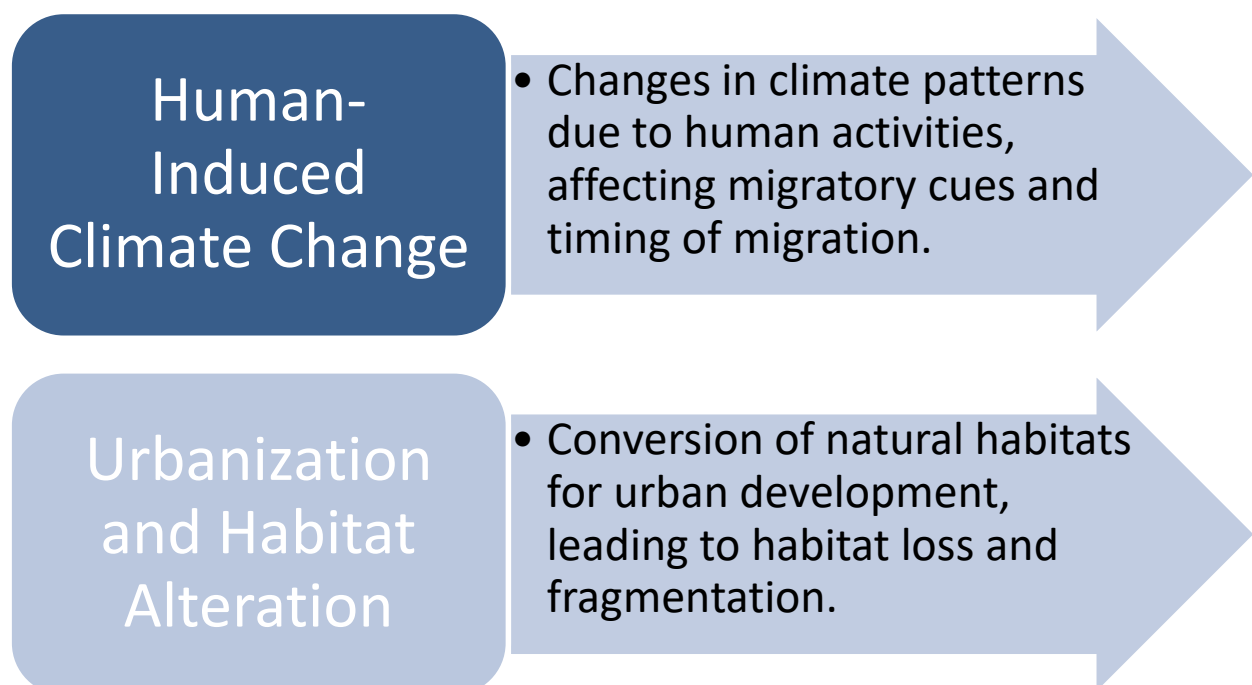 Human-
Induced
Climate Change
• Changes in climate patterns
due to human activities,
affecting migratory cues and
timing of migration.
Urbanization
and Habitat
Alteration
• Conversion of natural habitats
for urban development,
leading to habitat loss and
fragmentation.